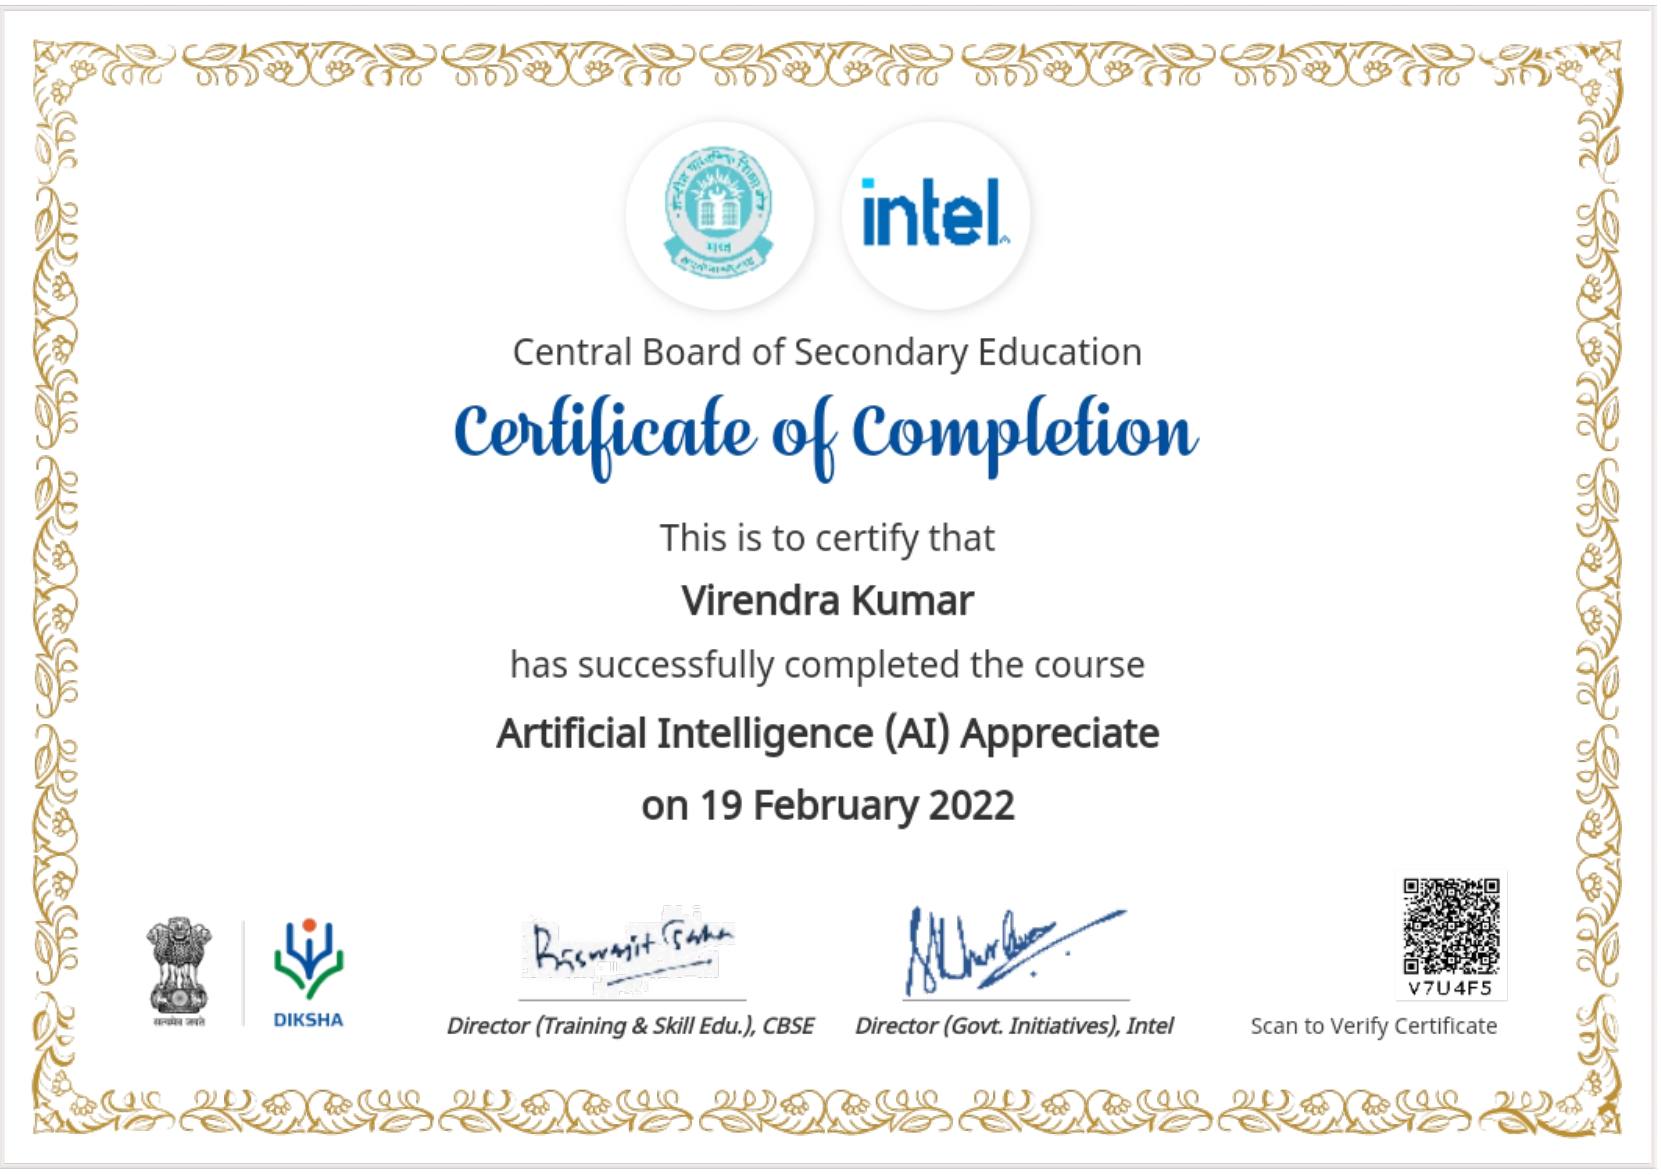 intel
Central Board of Secondary Education
Certificate of Completion
This is to certify that
Virendra Kumar
has successfully completed the course
Artificial Intelligence (AI) Appreciate
on 19 February 2022
सत्यमेव जयते
DIKSHA
Biswajit Saha
Director (Training & Skill Edu.), CBSE
Director (Govt. Initiatives), Intel
V7U4F5
Scan to Verify Certificate